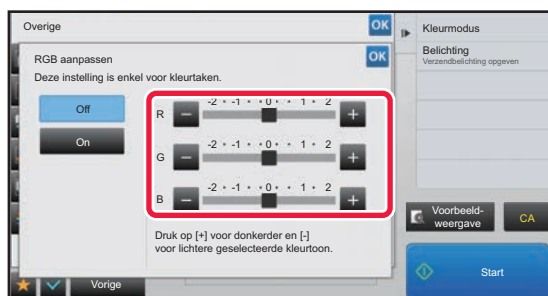 Overige
OK
RGB aanpassen
OK
Deze instelling is enkel voor kleurtaken.
Off
On
R - -2 • -1 • • 0 • • 1 • 2 +
G - -2 • -1 • • 0 • • 1 • 2 +
B - -2 • -1 • • 0 • • 1 • 2 +
Druk op [+] voor donkerder en [-]
voor lichtere geselecteerde kleurtoon.
Vorige
Kleurmodus
Belichting
Verzendbelichting opgeven
Voorbeeld-
weergave
CA
Start